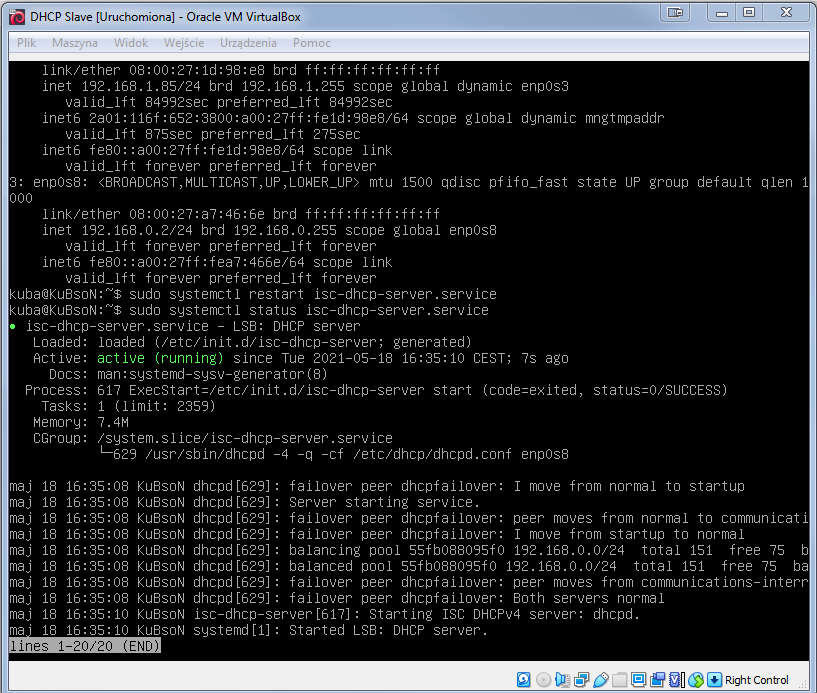 DHCP Slave [Uruchomiona] - Oracle VM VirtualBox
Plik Maszyna Widok Wejście Urządzenia Pomoc
link/ether 08:00:27:1d:98:e8 brd ff:ff:ff:ff:ff:ff
inet 192.168.1.85/24 brd 192.168.1.255 scope global dynamic enp0s3
valid_lft 84992sec preferred_lft 84992sec
inet6 2a01:116f:652:3800:a00:27ff:fe1d:98e8/64 scope global dynamic mngtmpaddr
valid_lft 875sec preferred_lft 275sec
inet6 fe80::a00:27ff:fe1d:98e8/64 scope link
valid_lft forever preferred_lft forever
3: enp0s8: <BROADCAST,MULTICAST,UP,LOWER_UP> mtu 1500 qdisc pfifo_fast state UP group default qlen 1
000
link/ether 08:00:27:a7:46:6e brd ff:ff:ff:ff:ff:ff
inet 192.168.0.2/24 brd 192.168.0.255 scope global enp0s8
valid_lft forever preferred_lft forever
inet6 fe80::a00:27ff:fea7:466e/64 scope link
valid_lft forever preferred_lft forever
kuba@KuBsoN:~$ sudo systemctl restart isc-dhcp-server.service
kuba@KuBsoN:~$ sudo systemctl status isc-dhcp-server.service
● isc-dhcp-server.service - LSB: DHCP server
Loaded: loaded (/etc/init.d/isc-dhcp-server; generated)
Active: active (running) since Tue 2021-05-18 16:35:10 CEST; 7s ago
Docs: man:systemd-sysv-generator(8)
Process: 617 ExecStart=/etc/init.d/isc-dhcp-server start (code=exited, status=0/SUCCESS)
Tasks: 1 (limit: 2359)
Memory: 7.4M
CGroup: /system.slice/isc-dhcp-server.service
└─629 /usr/sbin/dhcpd -4 -q -cf /etc/dhcp/dhcpd.conf enp0s8
maj 18 16:35:08 KuBsoN dhcpd[629]: failover peer dhcpfailover: I move from normal to startup
maj 18 16:35:08 KuBsoN dhcpd[629]: Server starting service.
maj 18 16:35:08 KuBsoN dhcpd[629]: failover peer dhcpfailover: peer moves from normal to communicati
maj 18 16:35:08 KuBsoN dhcpd[629]: failover peer dhcpfailover: I move from startup to normal
maj 18 16:35:08 KuBsoN dhcpd[629]: balancing pool 55fb088095f0 192.168.0.0/24 total 151 free 75 b
maj 18 16:35:08 KuBsoN dhcpd[629]: balanced pool 55fb088095f0 192.168.0.0/24 total 151 free 75 ba
maj 18 16:35:08 KuBsoN dhcpd[629]: failover peer dhcpfailover: peer moves from communications-interr
maj 18 16:35:08 KuBsoN dhcpd[629]: failover peer dhcpfailover: Both servers normal
maj 18 16:35:10 KuBsoN isc-dhcp-server[617]: Starting ISC DHCPv4 server: dhcpd.
maj 18 16:35:10 KuBsoN systemd[1]: Started LSB: DHCP server.
lines 1-20/20 (END)
Right Control